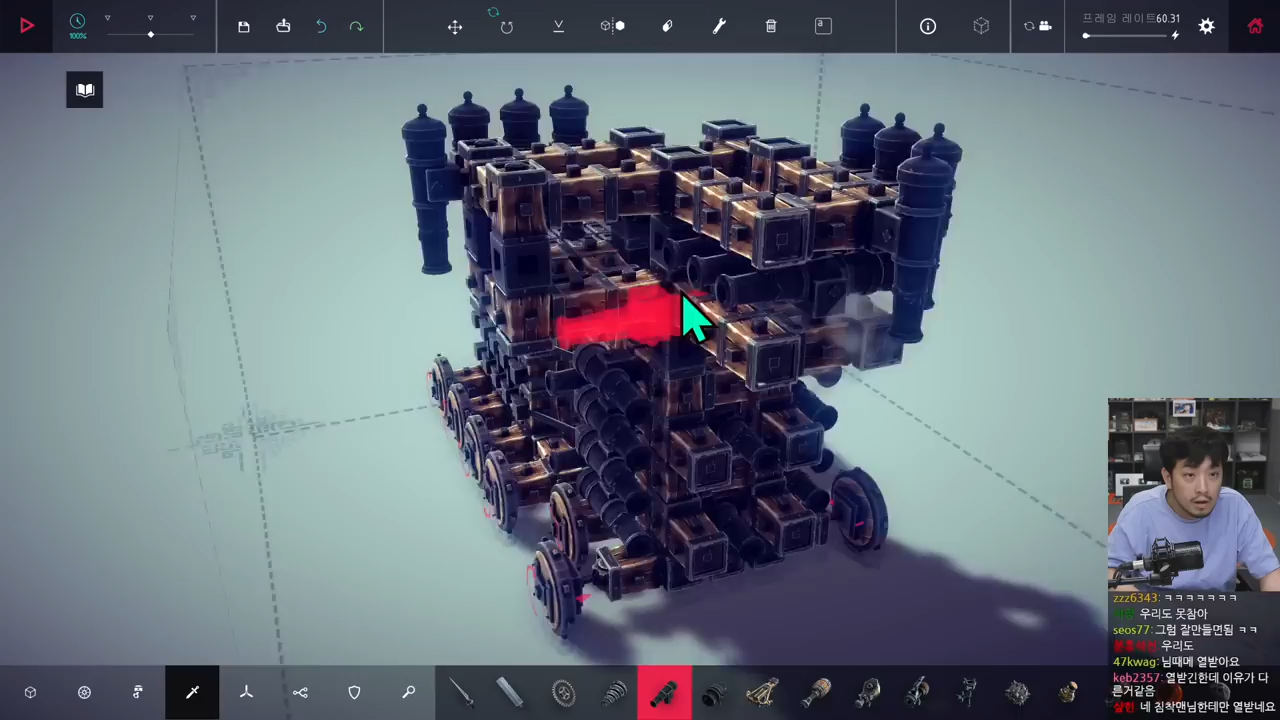 100%
프레임 레이트60.31
a
zzz6343: ㅋㅋㅋㅋㅋㅋㅋ
우리도 못참아
seos77: 그럼 잘만들면됨 ㅋㅋ
우리도
47kwag: 님때메 열받아요
keb2357: 열받긴한데 이유가 다
른거같음
네 침착맨님한테만 열받네요